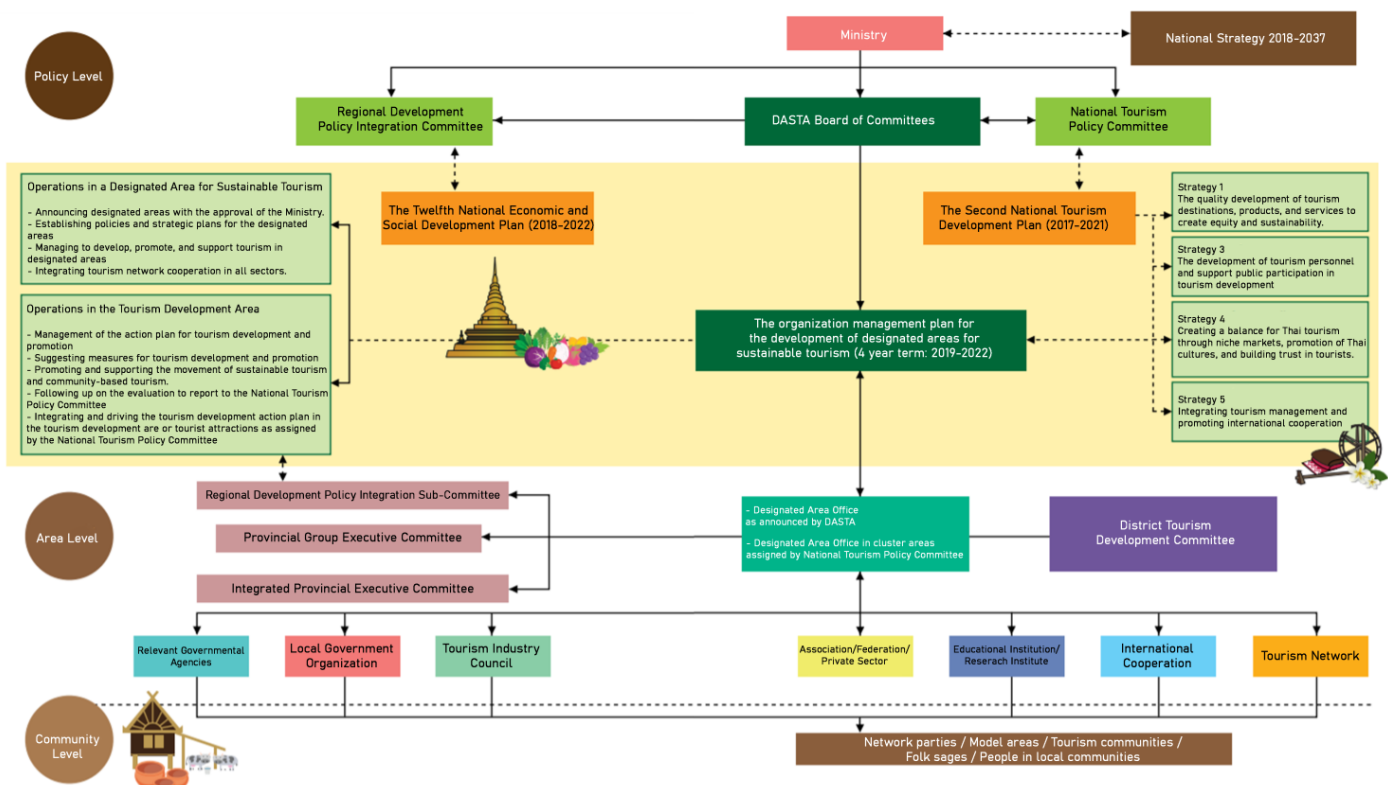 Policy Level
Ministry
National Strategy 2018-2037
Regional Development
Policy Integration Committee
DASTA Board of Committees
National Tourism
Policy Committee
Operations in a Designated Area for Sustainable Tourism
- Announcing designated areas with the approval of the Ministry.
- Establishing policies and strategic plans for the designated
areas
- Managing to develop, promote, and support tourism in
designated areas
- Integrating tourism network cooperation in all sectors.
The Twelfth National Economic and
Social Development Plan (2018-2022)
The Second National Tourism
Development Plan (2017-2021)
Strategy 1
The quality development of tourism
destinations, products, and services to
create equity and sustainability.
Strategy 3
The development of tourism personnel
and support public participation in
tourism development
Operations in the Tourism Development Area
- Management of the action plan for tourism development and
promotion
- Suggesting measures for tourism development and promotion
- Promoting and supporting the movement of sustainable tourism
and community-based tourism.
- Following up on the evaluation to report to the National Tourism
Policy Committee
- Integrating and driving the tourism development action plan in
the tourism development are or tourist attractions as assigned
by the National Tourism Policy Committee
The organization management plan for
the development of designated areas for
sustainable tourism (4 year term: 2019-2022)
Strategy 4
Creating a balance for Thai tourism
through niche markets, promotion of Thai
cultures, and building trust in tourists.
Strategy 5
Integrating tourism management and
promoting international cooperation
Area Level
Regional Development Policy Integration Sub-Committee
Provincial Group Executive Committee
Integrated Provincial Executive Committee
- Designated Area Office
as announced by DASTA
- Designated Area Office in cluster areas
assigned by National Tourism Policy Committee
District Tourism
Development Committee
Relevant Governmental
Agencies
Local Government
Organization
Tourism Industry
Council
Association/Federation/
Private Sector
Educational Institution/
Reserach Institute
International
Cooperation
Tourism Network
Community
Level
Network parties / Model areas / Tourism communities /
Folk sages / People in local communities